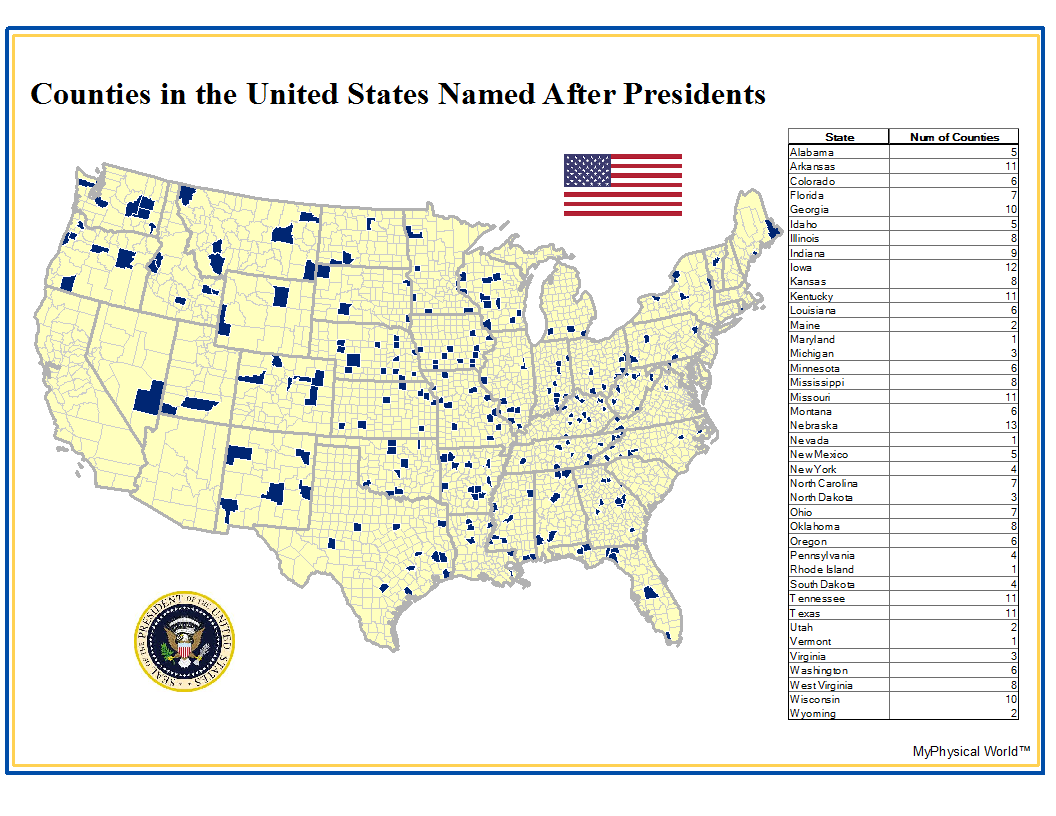 Counties in the United States Named After Presidents
State Num of Counties
Alabama 5
Arkansas 11
Colorado 6
Florida 7
Georgia 10
Idaho 5
Illinois 8
Indiana 9
Iowa 12
Kansas 8
Kentucky 11
Louisiana 6
Maine 2
Maryland 1
Michigan 3
Minnesota 6
Mississippi 8
Missouri 11
Montana 6
Nebraska 13
Nevada 1
New Mexico 5
New York 4
North Carolina 7
North Dakota 3
Ohio 7
Oklahoma 8
Oregon 6
Pennsylvania 4
Rhode Island 1
South Dakota 4
Tennessee 11
Texas 11
Utah 2
Vermont 1
Virginia 3
Washington 6
West Virginia 8
Wisconsin 10
Wyoming 2
SEAL OF THE PRESIDENT OF THE UNITED STATES
MyPhysical World™